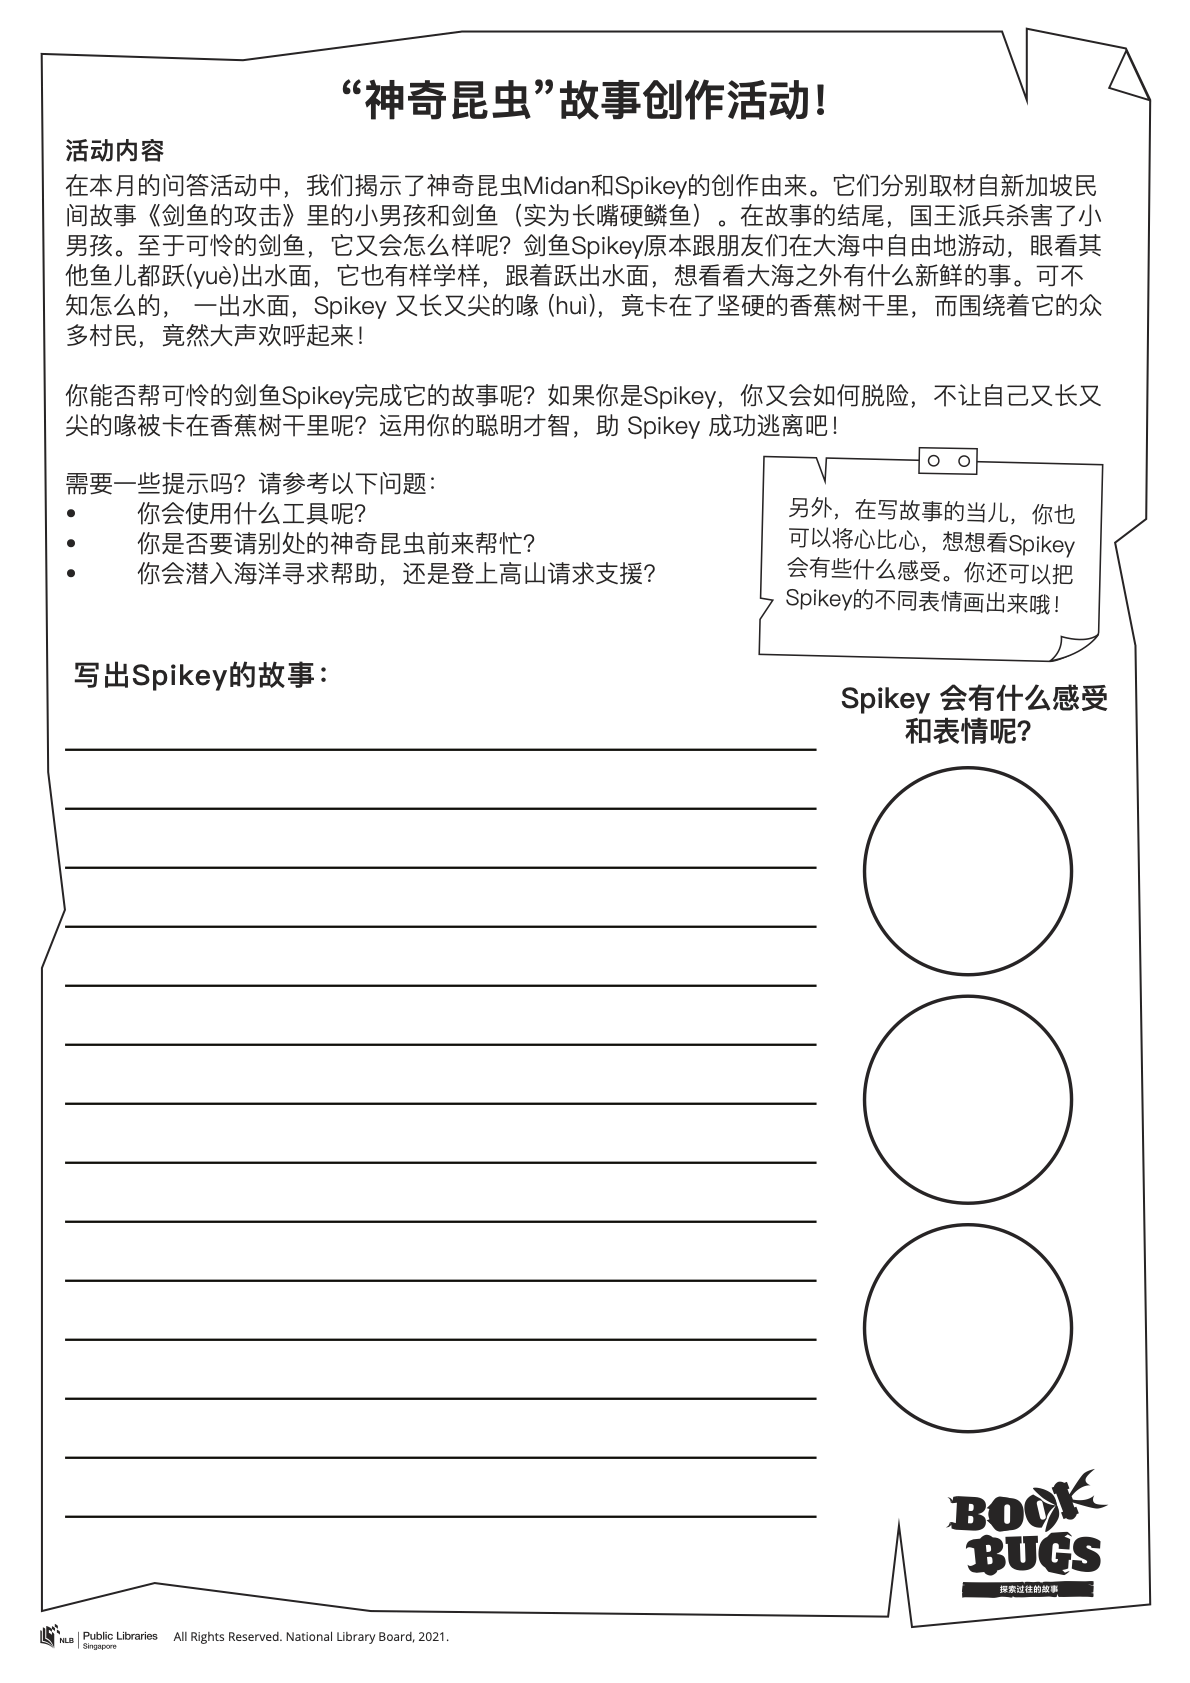 “神奇昆虫”故事创作活动！
活动内容
在本月的问答活动中，我们揭示了神奇昆虫Midan和Spikey的创作由来。它们分别取材自新加坡民
间故事《剑鱼的攻击》里的小男孩和剑鱼（实为长嘴硬鳞鱼）。在故事的结尾，国王派兵杀害了小
男孩。至于可怜的剑鱼，它又会怎么样呢？剑鱼Spikey原本跟朋友们在大海中自由地游动，眼看其
他鱼儿都跃(yuè)出水面，它也有样学样，跟着跃出水面，想看看大海之外有什么新鲜的事。可不
知怎么的， 一出水面，Spikey 又长又尖的喙 (huì)，竟卡在了坚硬的香蕉树干里，而围绕着它的众
多村民，竟然大声欢呼起来！
你能否帮可怜的剑鱼Spikey完成它的故事呢？如果你是Spikey，你又会如何脱险，不让自己又长又
尖的喙被卡在香蕉树干里呢？运用你的聪明才智，助 Spikey 成功逃离吧！
需要一些提示吗？请参考以下问题：
• 你会使用什么工具呢？
• 你是否要请别处的神奇昆虫前来帮忙？
• 你会潜入海洋寻求帮助，还是登上高山请求支援？
另外，在写故事的当儿，你也
可以将心比心，想想看Spikey
会有些什么感受。你还可以把
Spikey的不同表情画出来哦！
写出Spikey的故事：
Spikey 会有什么感受
和表情呢？
BOOK
BUGS
探索过往的故事
NLB Public Libraries
Singapore
All Rights Reserved. National Library Board, 2021.